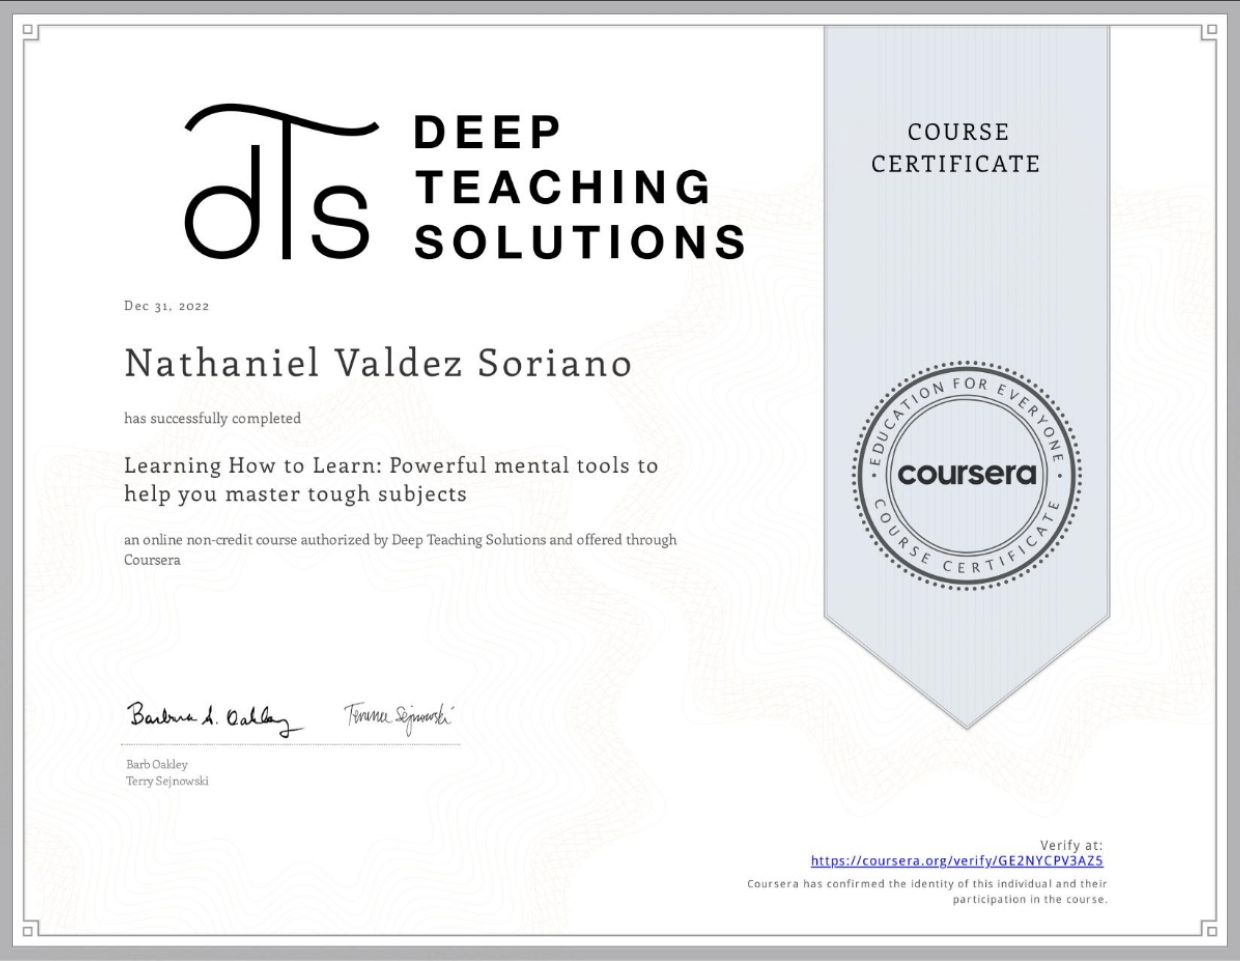 dTs
DEEP
TEACHING
SOLUTIONS
COURSE
CERTIFICATE
Dec 31, 2022
Nathaniel Valdez Soriano
has successfully completed
Learning How to Learn: Powerful mental tools to
help you master tough subjects
an online non-credit course authorized by Deep Teaching Solutions and offered through
Coursera
EDUCATION FOR EVERYONE
coursera
COURSE CERTIFICATE
Barbara A. Oakley
Terrence Sejnowski
Barb Oakley
Terry Sejnowski
Verify at:
https://coursera.org/verify/GE2NYCPV3AZ5
Coursera has confirmed the identity of this individual and their
participation in the course.